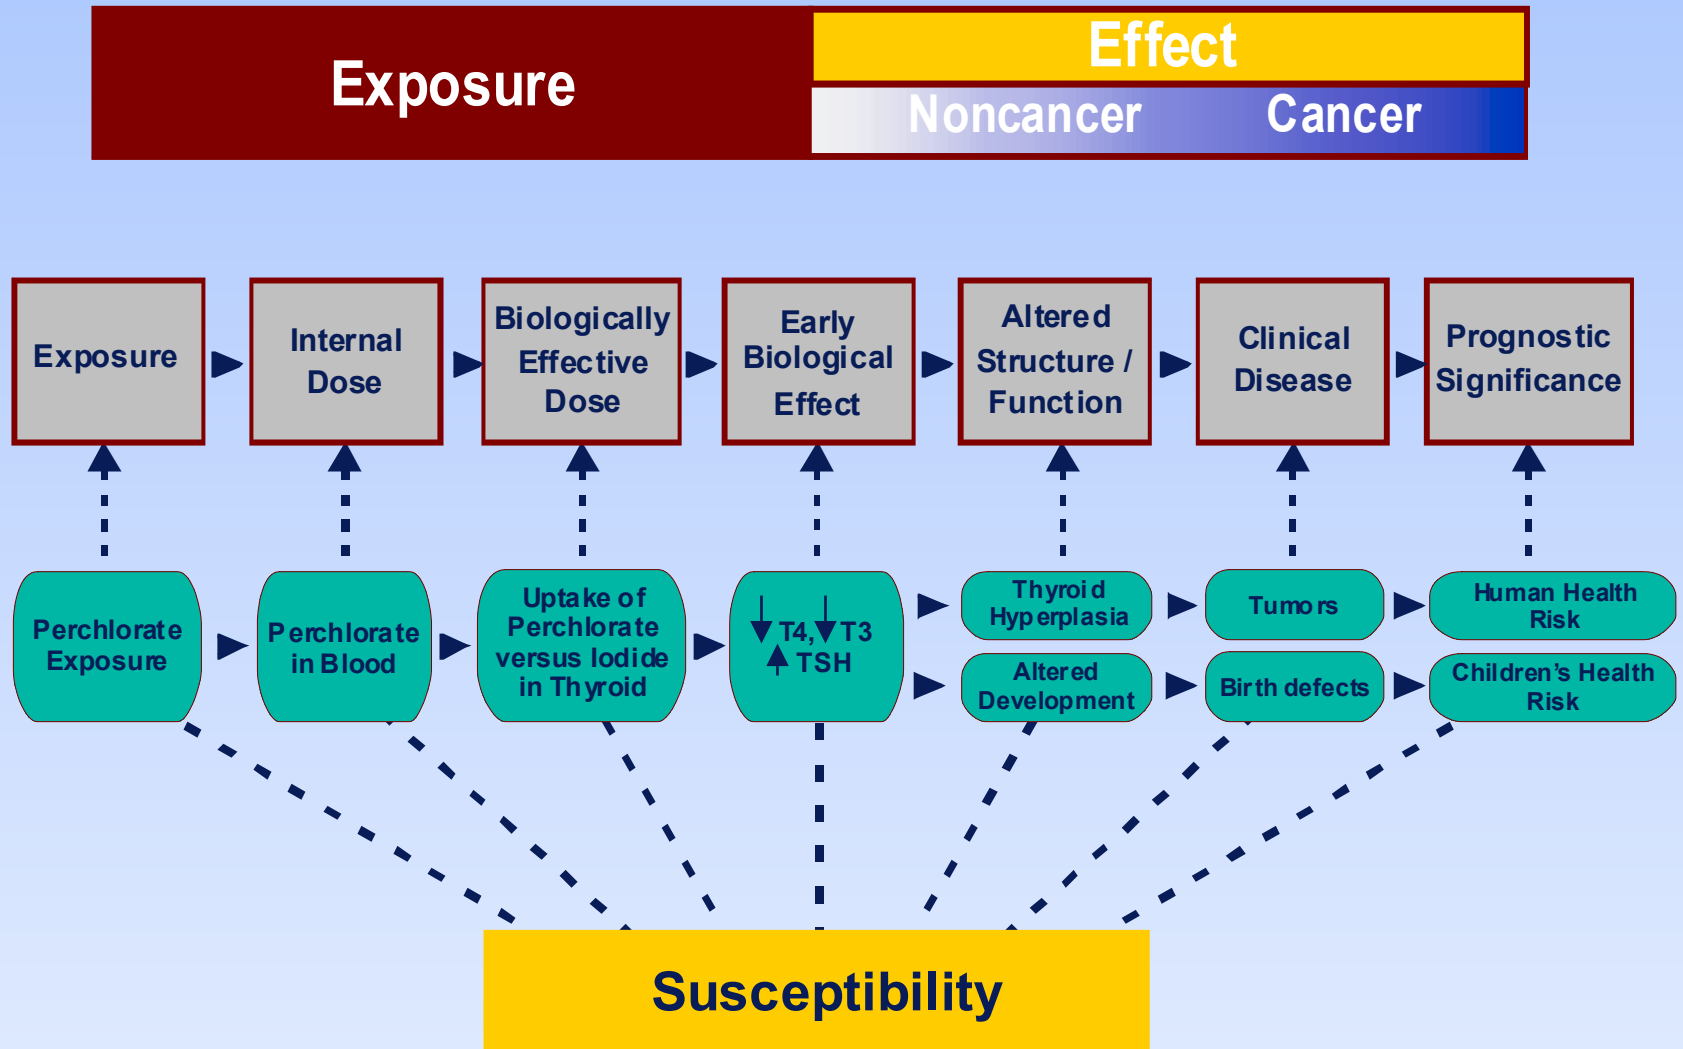 Exposure
Effect
Noncancer Cancer
Exposure
Internal
Dose
Biologically
Effective
Dose
Early
Biological
Effect
Altered
Structure /
Function
Clinical
Disease
Prognostic
Significance
Perchlorate
Exposure
Perchlorate
in Blood
Uptake of
Perchlorate
versus Iodide
in Thyroid
↓ T4, ↓ T3
↑ TSH
Thyroid
Hyperplasia
Tumors
Human Health
Risk
Altered
Development
Birth defects
Children's Health
Risk
Susceptibility